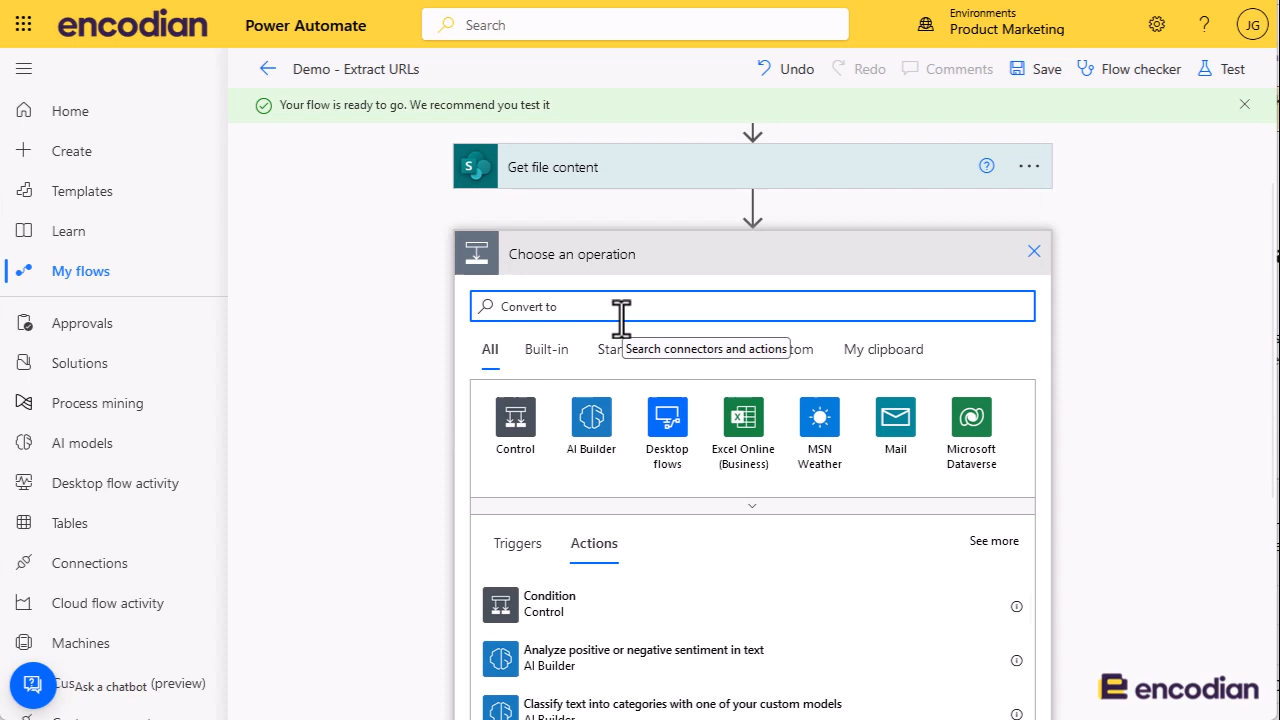 encodian
Power Automate
Search
Environments
Product Marketing
?
JG
Demo - Extract URLs
Undo
Redo
Comments
Save
Flow checker
Test
Your flow is ready to go. We recommend you test it
Home
Create
Templates
Learn
My flows
Approvals
Solutions
Process mining
AI models
Desktop flow activity
Tables
Connections
Cloud flow activity
Machines
Cus
Ask a chatbot
(preview)
S
Get file content
?
Choose an operation
Convert to
Search connectors and actions
All
Built-in
Star
tom
My clipboard
Control
AI Builder
Desktop
flows
Excel Online
(Business)
MSN
Weather
Mail
Microsoft
Dataverse
Triggers
Actions
See more
Condition
Control
Analyze positive or negative sentiment in text
AI Builder
Classify text into categories with one of your custom models
AI Builder
encodian